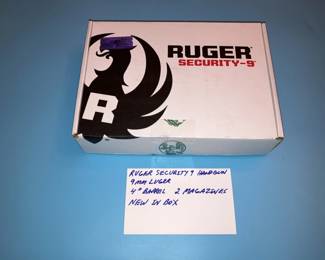 RUGER
SECURITY-9
R
RUGER SECURITY 9 HANDGUN
9MM LUGER
4" BARREL 2 MAGAZINES
NEW IN BOX